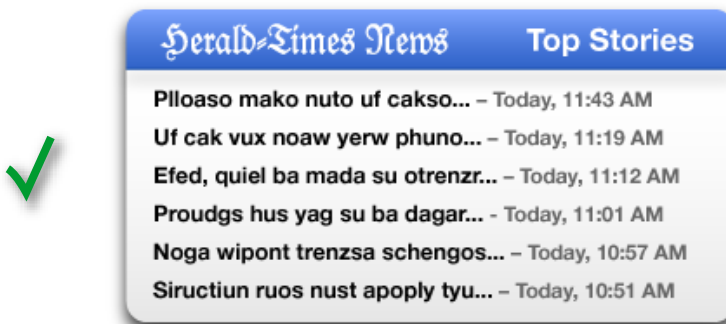 Herald-Times News Top Stories
Plloaso mako nuto uf cakso... – Today, 11:43 AM
Uf cak vux noaw yerw phuno... – Today, 11:19 AM
Efed, quiel ba mada su otrenzr... – Today, 11:12 AM
Proudgs hus yag su ba dagar... - Today, 11:01 AM
Noga wipont trenzsa schengos... – Today, 10:57 AM
Siructiun ruos nust apoply tyu... – Today, 10:51 AM